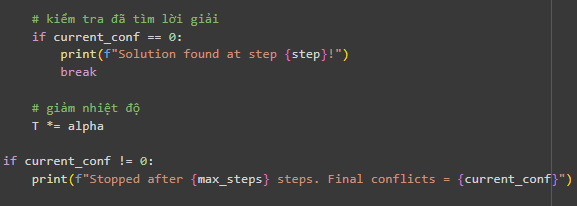 # kiểm tra đã tìm lời giải
if current_conf == 0:
print(f"Solution found at step {step}!")
break
# giảm nhiệt độ
T *= alpha
if current_conf != 0:
print(f"Stopped after {max_steps} steps. Final conflicts = {current_conf}")